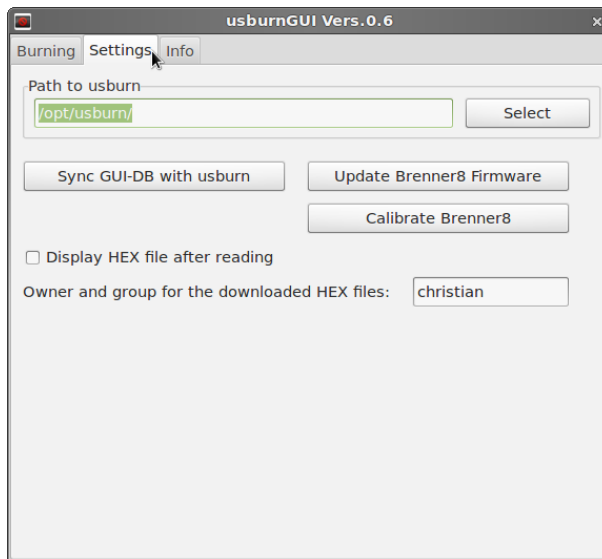 usburnGUI Vers.0.6
Burning Settings Info
Path to usburn
/opt/usburn/ Select
Sync GUI-DB with usburn Update Brenner8 Firmware
Calibrate Brenner8
Display HEX file after reading
Owner and group for the downloaded HEX files: christian